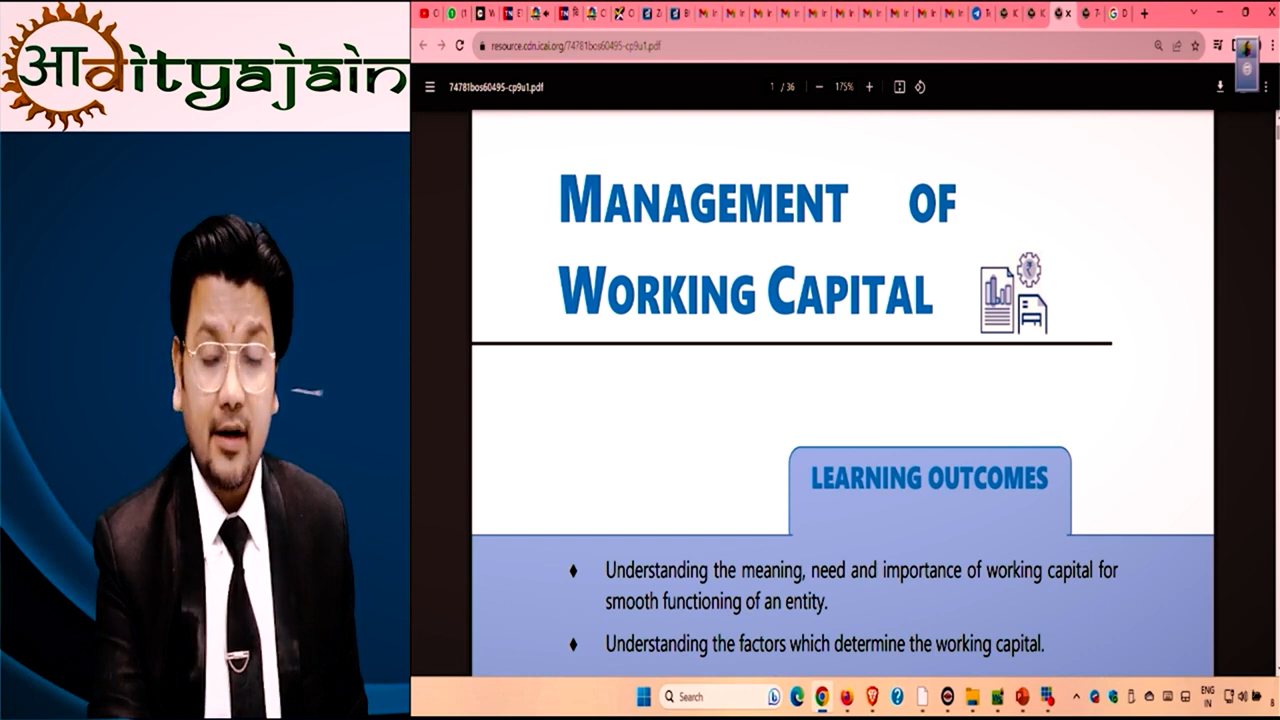 आdityajain
resource.cdn.icai.org/74781bos60495-cp9u1.pdf
74781bos60495-cp9u1.pdf
1 / 36
175%
MANAGEMENT OF
WORKING CAPITAL
LEARNING OUTCOMES
♦ Understanding the meaning, need and importance of working capital for
smooth functioning of an entity.
♦ Understanding the factors which determine the working capital.
Search
ENG
IN